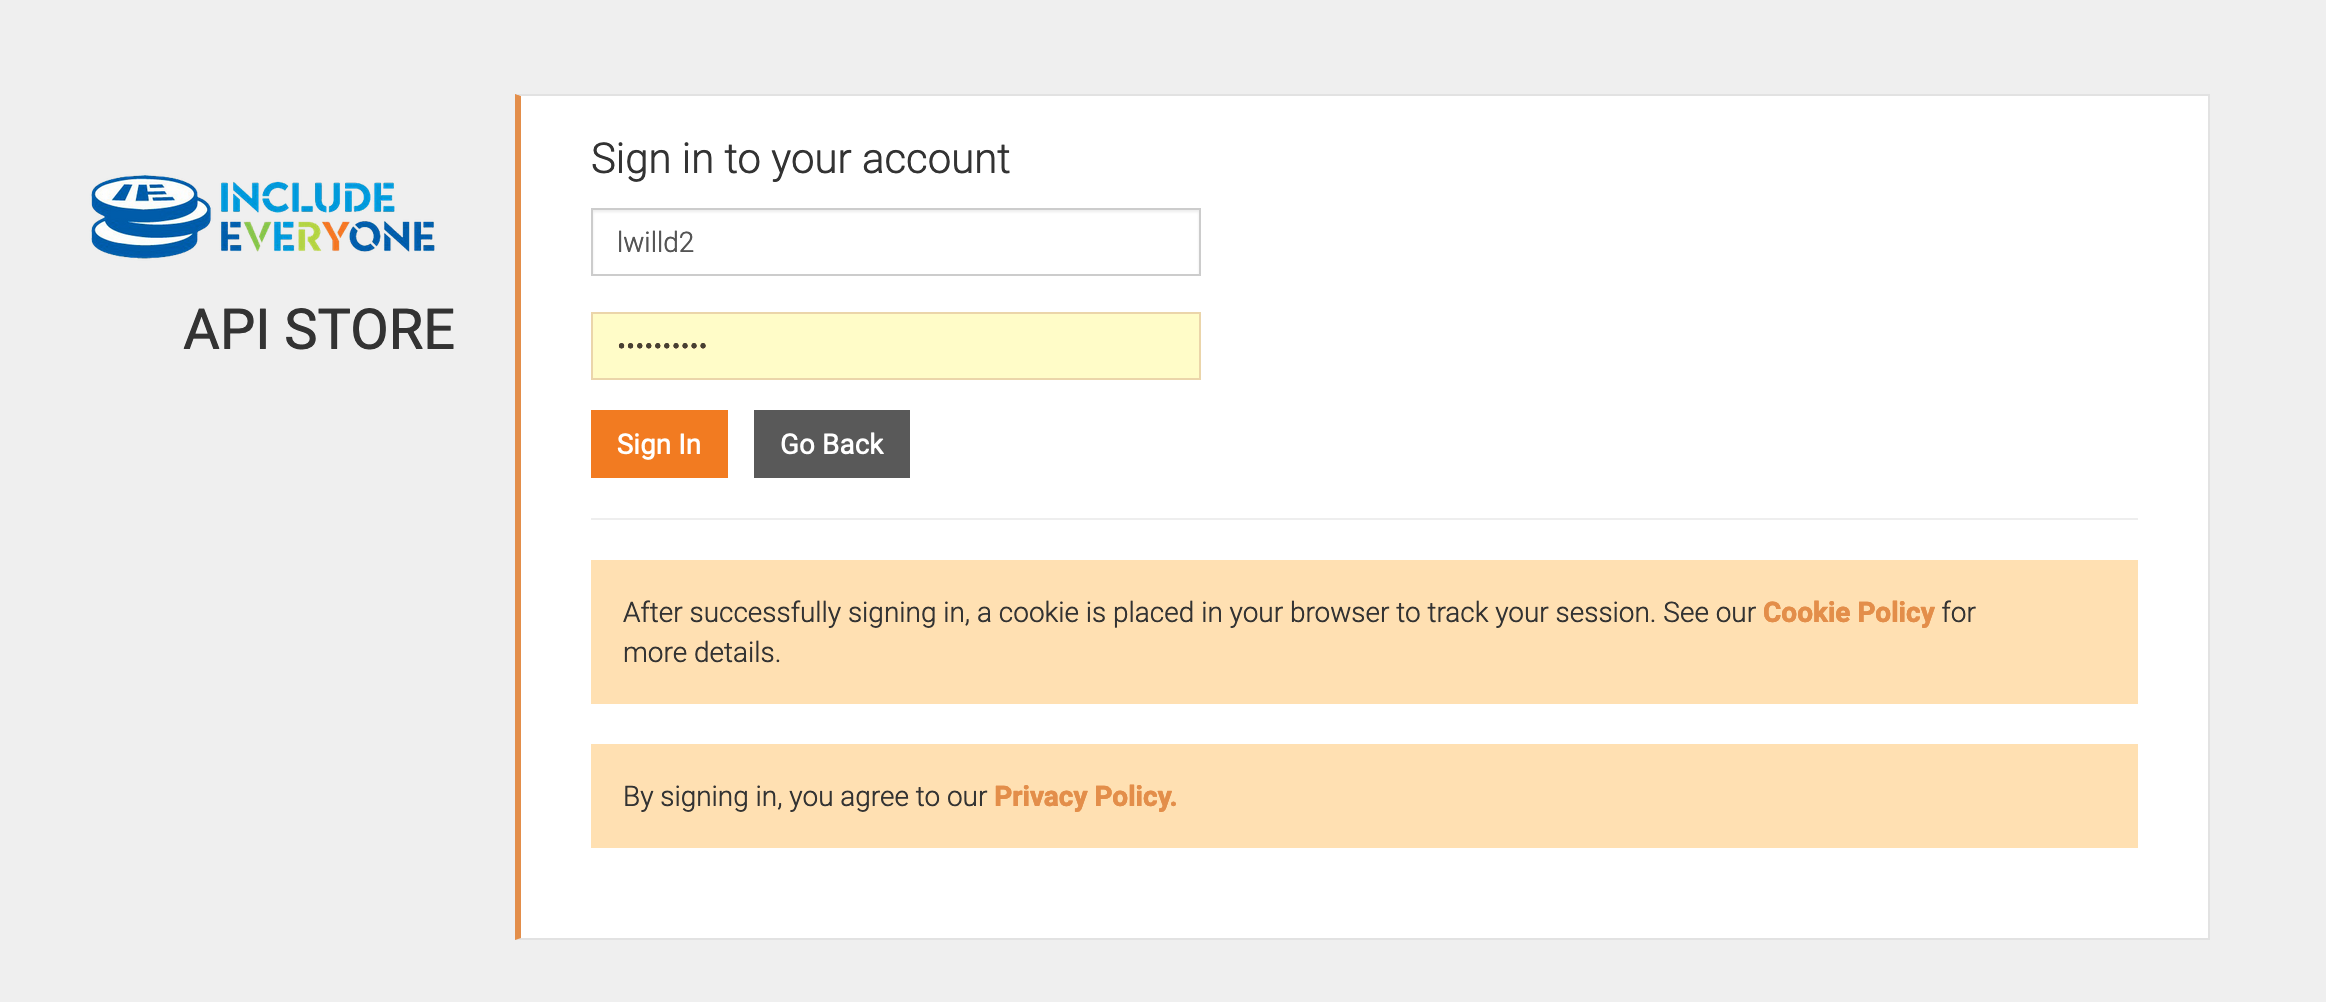 INCLUDE
EVERYONE
API STORE
Sign in to your account
lwilld2
••••••••••
Sign In
Go Back
After successfully signing in, a cookie is placed in your browser to track your session. See our Cookie Policy for
more details.
By signing in, you agree to our Privacy Policy.